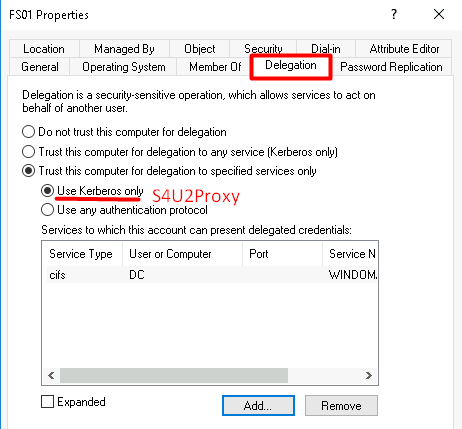 FS01 Properties
Location Managed By Object Security Dial-in Attribute Editor
General Operating System Member Of Delegation Password Replication
Delegation is a security-sensitive operation, which allows services to act on
behalf of another user.
Do not trust this computer for delegation
Trust this computer for delegation to any service (Kerberos only)
Trust this computer for delegation to specified services only
Use Kerberos only S4U2Proxy
Use any authentication protocol
Services to which this account can present delegated credentials:
Service Type User or Computer Port Service N
cifs DC WINDOM.
Expanded Add... Remove